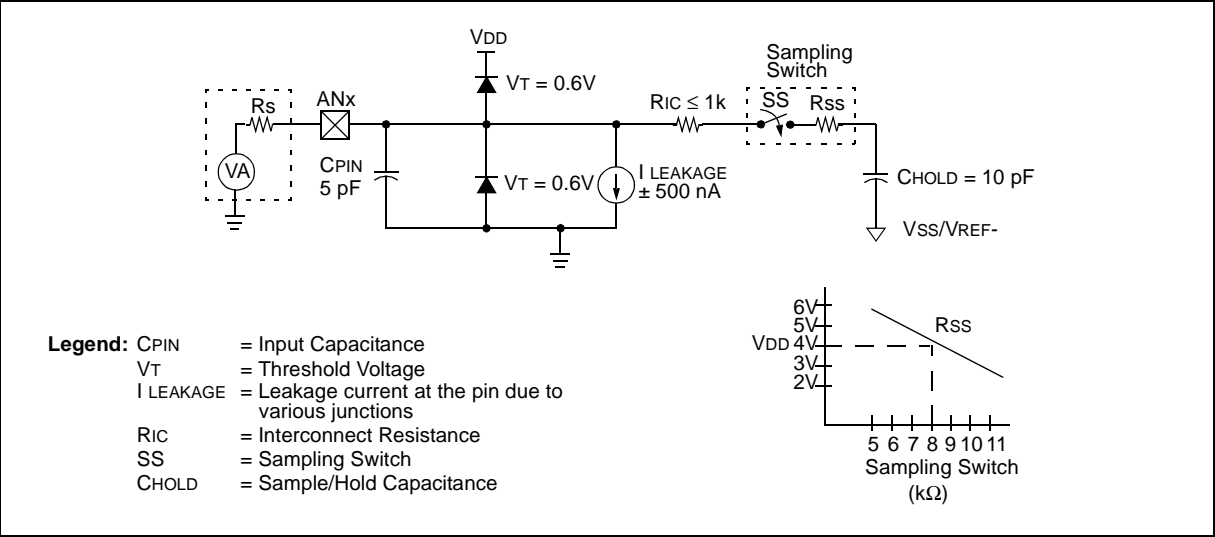 VDD
Sampling
Switch
VT = 0.6V
ANx
RIC ≤ 1k
SS
RSS
Rs
CPIN
5 pF
VA
VT = 0.6V
I LEAKAGE
± 500 nA
CHOLD = 10 pF
VSS/VREF-
6V
5V
RSS
VDD 4V
3V
2V
5 6 7 8 9 10 11
Sampling Switch
(kΩ)
Legend: CPIN = Input Capacitance
VT = Threshold Voltage
I LEAKAGE = Leakage current at the pin due to
various junctions
RIC = Interconnect Resistance
SS = Sampling Switch
CHOLD = Sample/Hold Capacitance